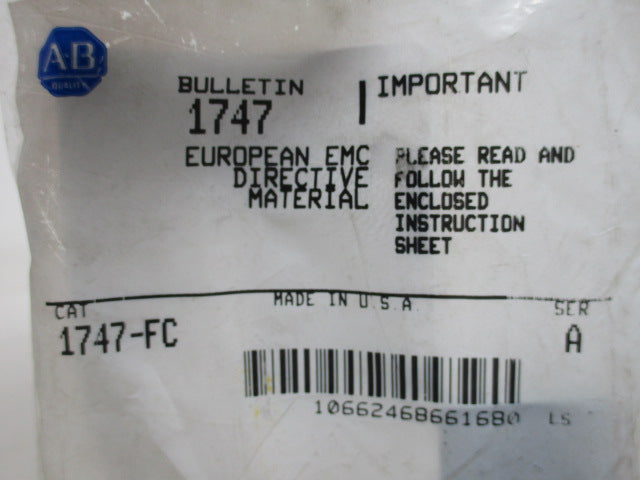 A-B
QUALITY
BULLETIN
1747
EUROPEAN EMC
DIRECTIVE
MATERIAL
IMPORTANT
PLEASE READ AND
FOLLOW THE
ENCLOSED
INSTRUCTION
SHEET
MADE IN U.S.A.
CAT
1747-FC
SER
A
10662468661680 LS